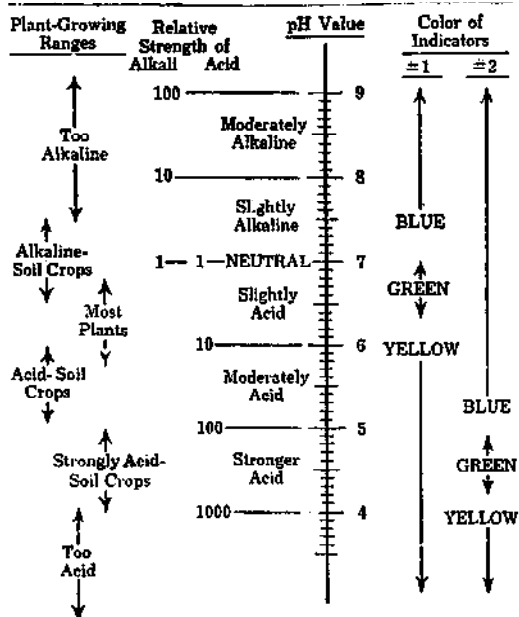 Plant-Growing Ranges
Relative Strength of
Alkali Acid
pH Value
Color of Indicators
#1 #2
100
9
Too Alkaline
Moderately Alkaline
10
8
Slightly Alkaline
BLUE
Alkaline-Soil Crops
1— 1—NEUTRAL
7
GREEN
Slightly Acid
Most Plants
10
6
YELLOW
Acid-Soil Crops
Moderately Acid
BLUE
100
5
Strongly Acid-Soil Crops
Stronger Acid
GREEN
1000
4
YELLOW
Too Acid